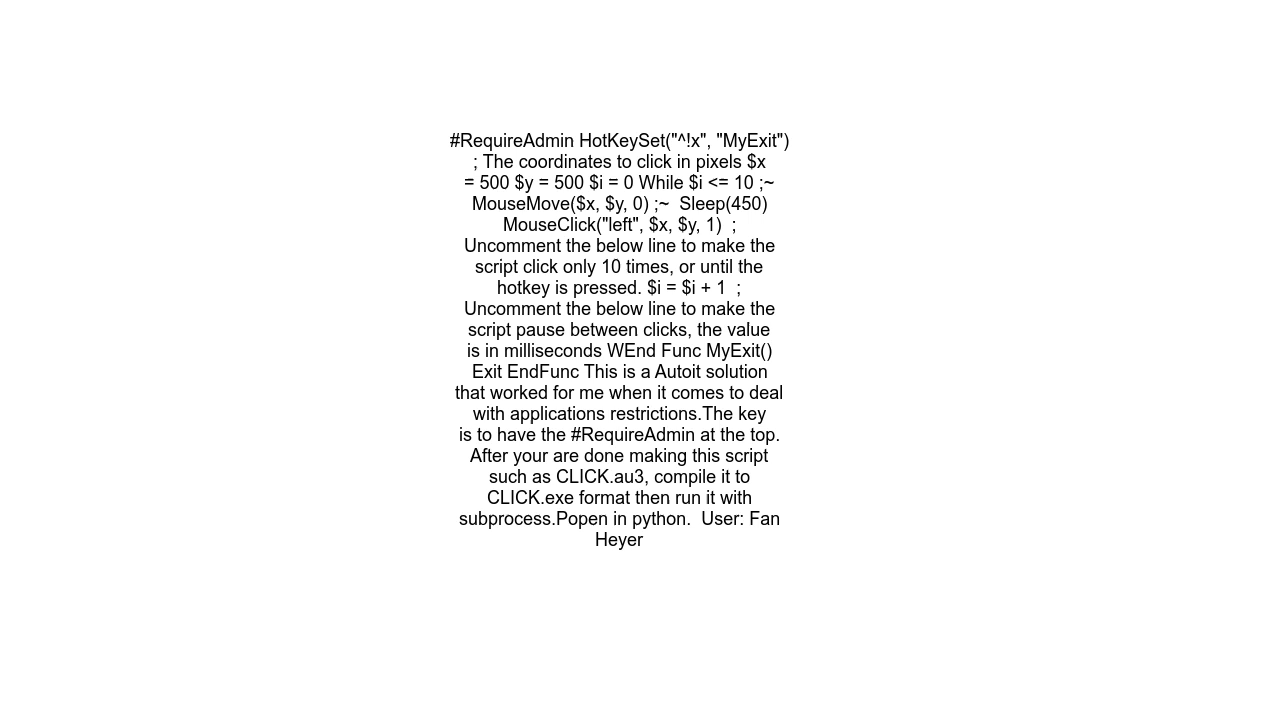 #RequireAdmin HotKeySet("^!x", "MyExit")
; The coordinates to click in pixels $x
= 500 $y = 500 $i = 0 While $i <= 10 ;~
MouseMove($x, $y, 0) ;~  Sleep(450)
MouseClick("left", $x, $y, 1)  ;
Uncomment the below line to make the
script click only 10 times, or until the
hotkey is pressed. $i = $i + 1  ;
Uncomment the below line to make the
script pause between clicks, the value
is in milliseconds WEnd Func MyExit()
Exit EndFunc This is a Autoit solution
that worked for me when it comes to deal
with applications restrictions.The key
is to have the #RequireAdmin at the top.
After your are done making this script
such as CLICK.au3, compile it to
CLICK.exe format then run it with
subprocess.Popen in python.  User: Fan
Heyer